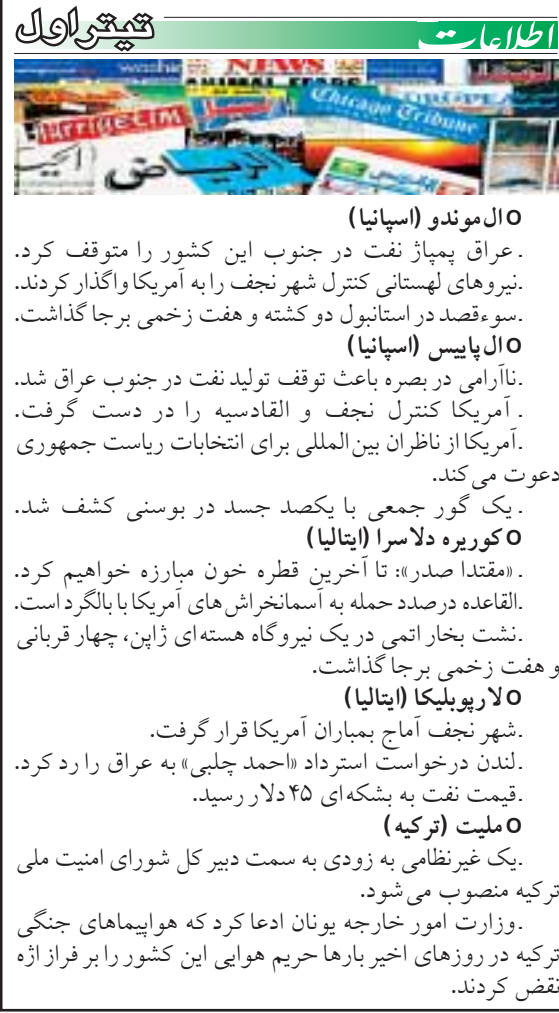 اطلاعات
تیتر اول
NEWS
ANIMAL FEARS
Hürriyet
Chicago Tribune
EUROPE
الرياض
o ال موندو (اسپانیا)
ـ عراق پمپاژ نفت در جنوب این کشور را متوقف کرد.
ـ نیروهای لهستانی کنترل شهر نجف را به آمریکا واگذار کردند.
ـ سوءقصد در استانبول دو کشته و هفت زخمی برجا گذاشت.
o ال پاییس (اسپانیا)
ـ ناآرامی در بصره باعث توقف تولید نفت در جنوب عراق شد.
ـ آمریکا کنترل نجف و القادسیه را در دست گرفت.
ـ آمریکا از ناظران بین المللی برای انتخابات ریاست جمهوری
دعوت می کند.
ـ یک گور جمعی با یکصد جسد در بوسنی کشف شد.
o کوریره دلاسرا (ایتالیا)
ـ «مقتدا صدر»: تا آخرین قطره خون مبارزه خواهیم کرد.
ـ القاعده درصدد حمله به آسمانخراش های آمریکا با بالگرد است.
ـ نشت بخار اتمی در یک نیروگاه هسته ای ژاپن، چهار قربانی
و هفت زخمی برجا گذاشت.
o لارپوبلیکا (ایتالیا)
ـ شهر نجف آماج بمباران آمریکا قرار گرفت.
ـ لندن درخواست استرداد «احمد چلبی» به عراق را رد کرد.
ـ قیمت نفت به بشکه ای ۴۵ دلار رسید.
o ملیت (ترکیه)
ـ یک غیرنظامی به زودی به سمت دبیر کل شورای امنیت ملی
ترکیه منصوب می شود.
ـ وزارت امور خارجه یونان ادعا کرد که هواپیماهای جنگی
ترکیه در روزهای اخیر بارها حریم هوایی این کشور را بر فراز اژه
نقض کردند.